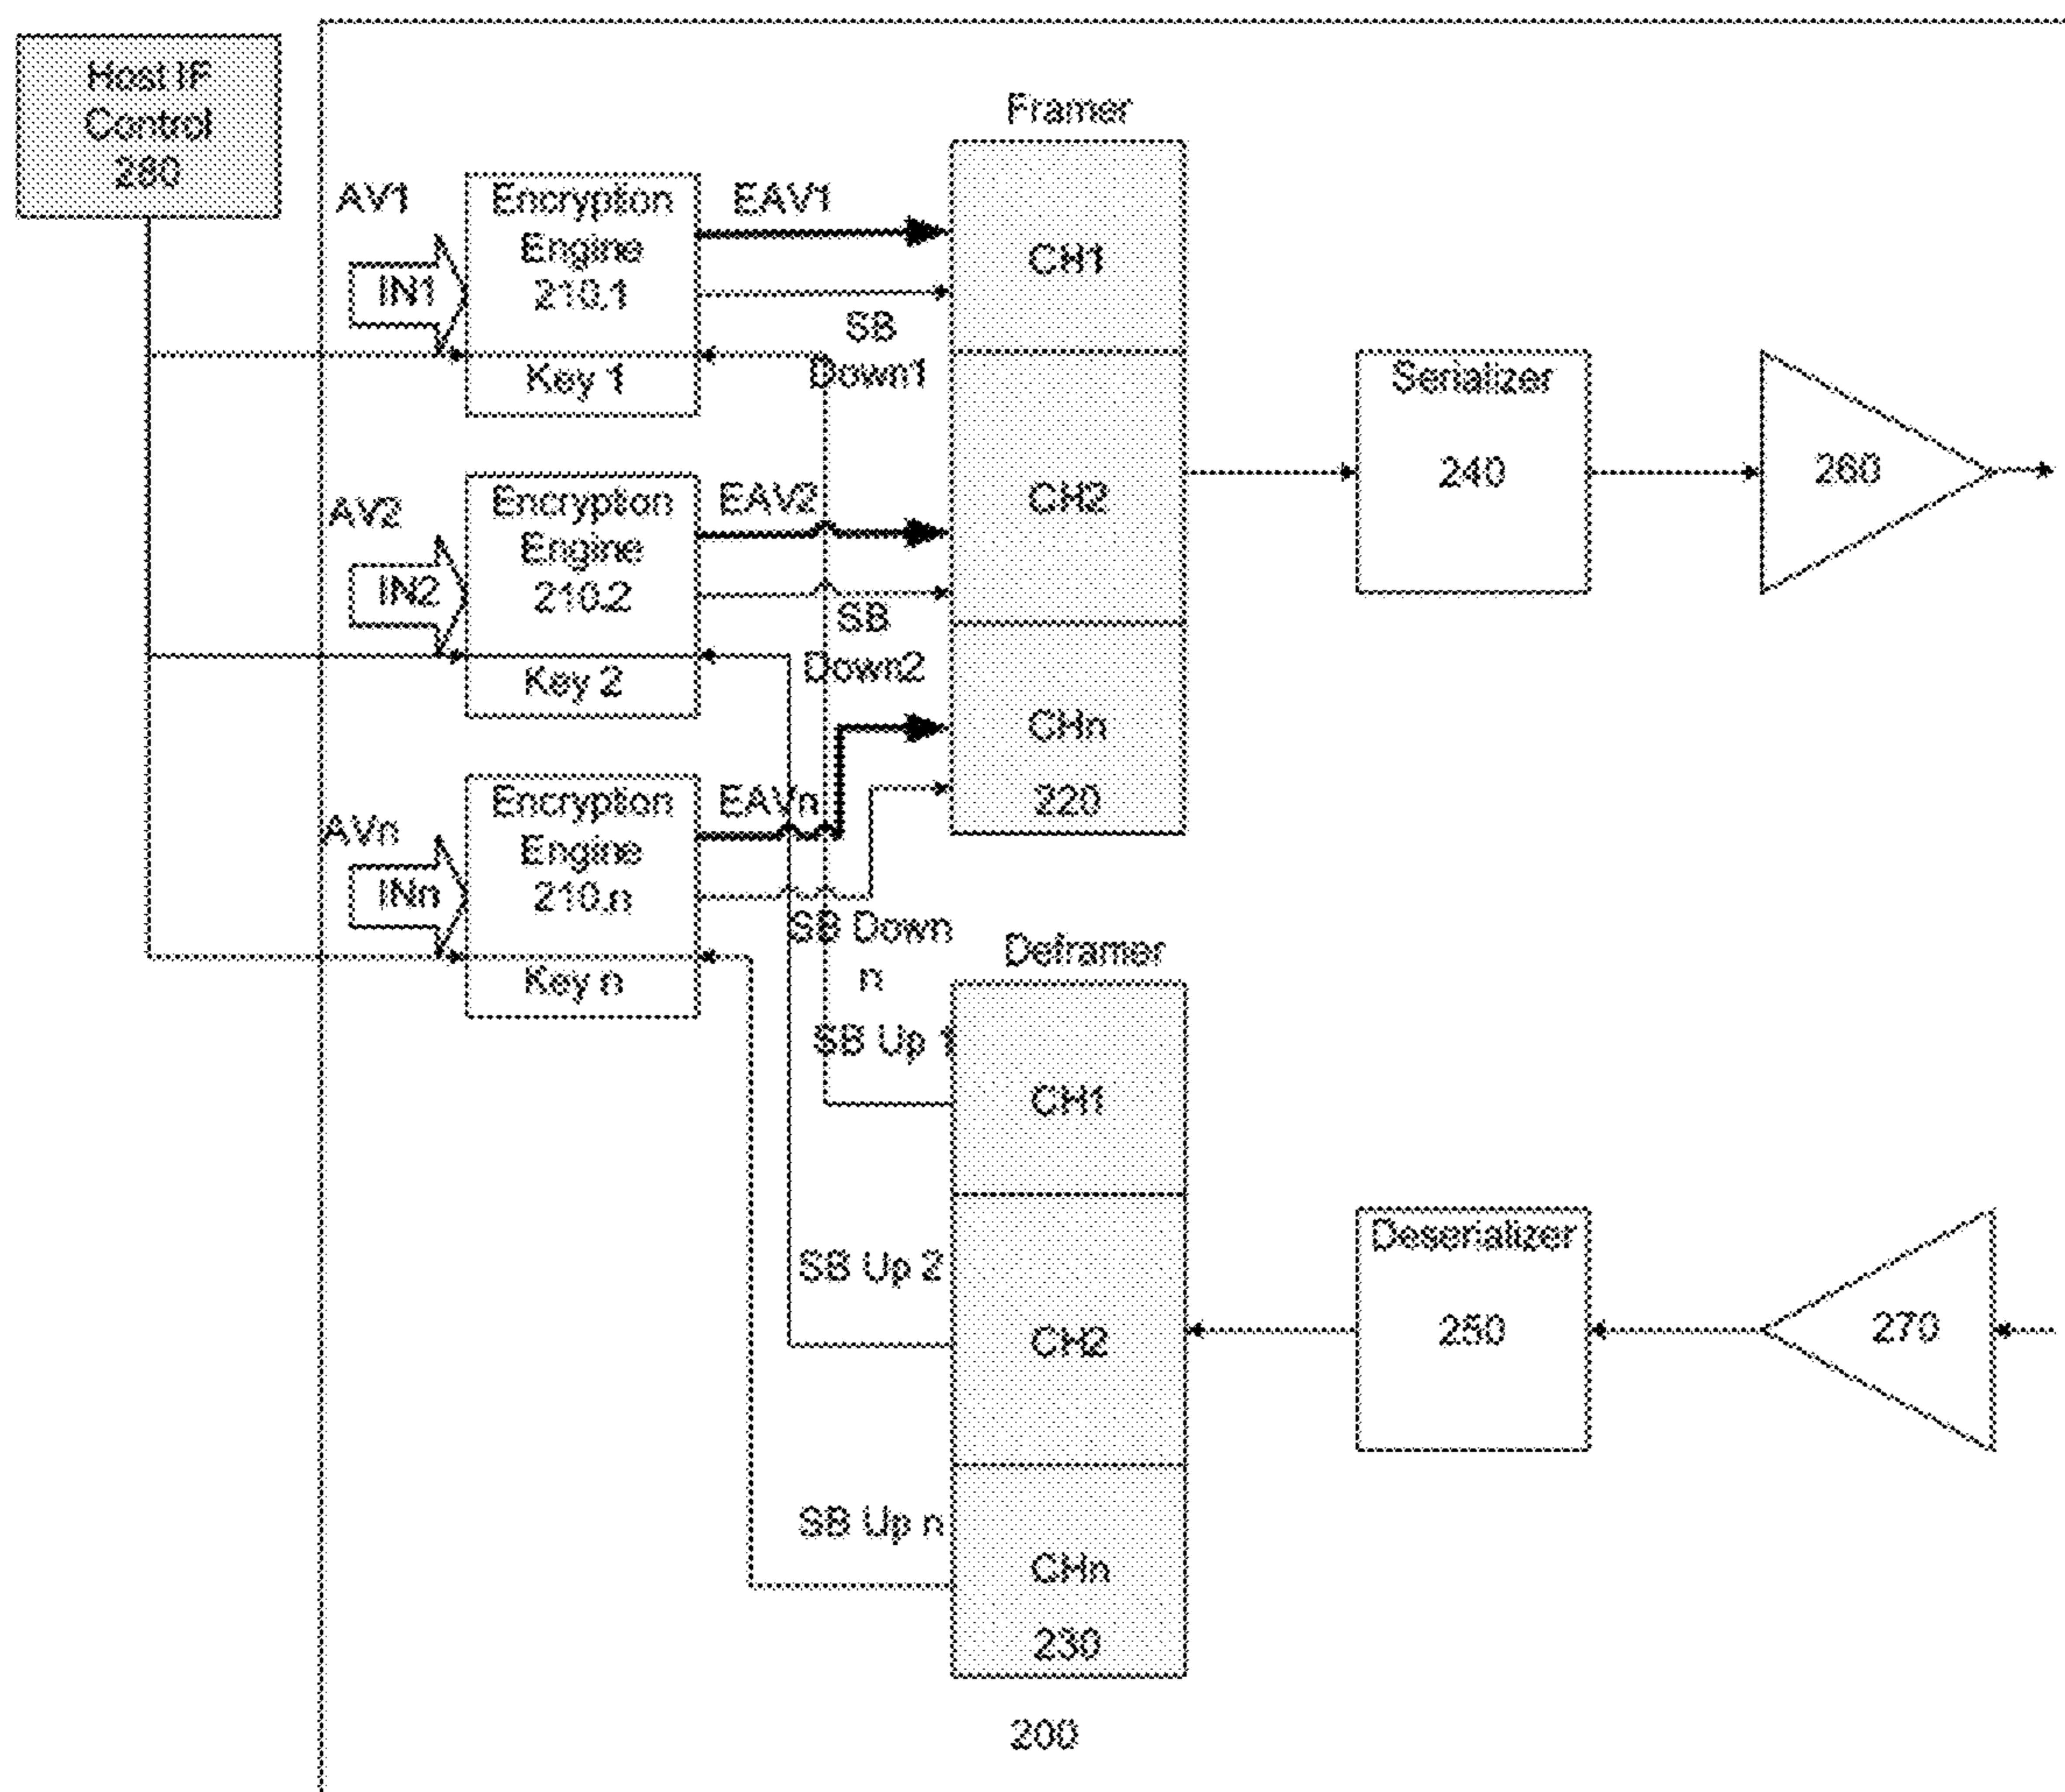 Host IF
Control
280
AV1
IN1
Encryption
Engine
210.1
Key 1
EAV1
SB
Down1
AV2
IN2
Encryption
Engine
210.2
Key 2
EAV2
SB
Down2
AVn
INn
Encryption
Engine
210.n
Key n
EAVn
SB Down
n
Framer
CH1
CH2
CHn
220
Serializer
240
260
Deframer
SB Up 1
CH1
SB Up 2
CH2
SB Up n
CHn
230
Deserializer
250
270
200